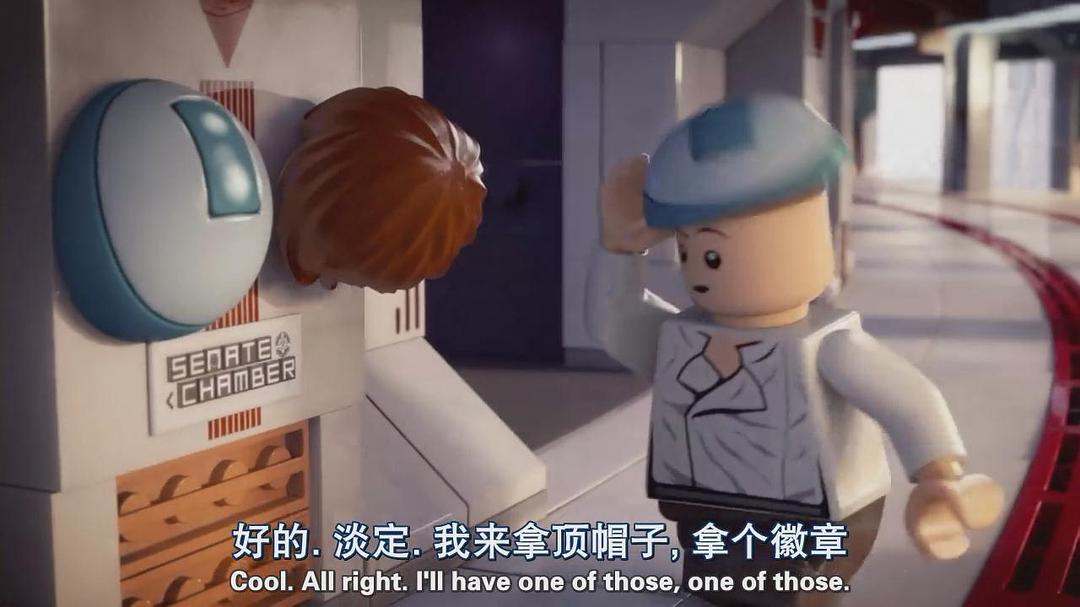 SENATE
<CHAMBER
好的. 淡定. 我来拿顶帽子, 拿个徽章
Cool. All right. I'll have one of those, one of those.